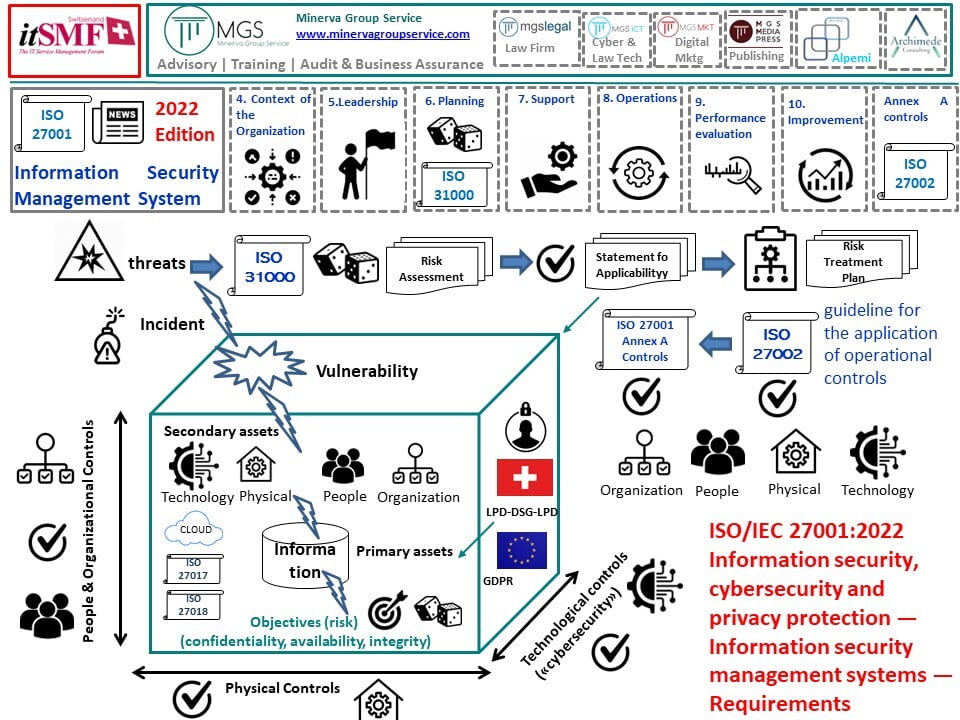 Switzerland
itSMF
The IT Service Management Forum
MGS
Minerva Group Service
Minerva Group Service
www.minervagroupservice.com
Advisory | Training | Audit & Business Assurance
mgslegal
Law Firm
MGS ICT
Cyber &
Law Tech
MGS MKT
Digital
Mktg
MGS
MEDIA
PRESS
Publishing
Alpemi
Archimede
Consulting
ISO
27001
NEWS
2022
Edition
Information Security
Management System
4. Context of
the
Organization
5.Leadership
6. Planning
ISO
31000
7. Support
8. Operations
9.
Performance
evaluation
10.
Improvement
Annex A
controls
ISO
27002
threats
ISO
31000
Risk
Assessment
Statement fo
Applicabilityy
Risk
Treatment
Plan
Incident
Vulnerability
ISO 27001
Annex A
Controls
ISO
27002
guideline for
the application
of operational
controls
People & Organizational Controls
Secondary assets
Technology
Physical
People
Organization
CLOUD
ISO
27017
ISO
27018
Informa
tion
Primary assets
Objectives (risk)
(confidentiality, availability, integrity)
LPD-DSG-LPD
GDPR
Organization
People
Physical
Technology
Technological controls
(«cybersecurity»)
Physical Controls
ISO/IEC 27001:2022
Information security,
cybersecurity and
privacy protection —
Information security
management systems —
Requirements